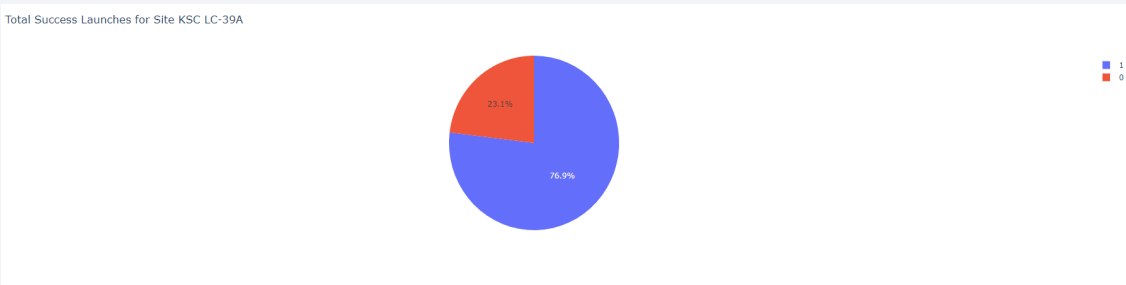 Total Success Launches for Site KSC LC-39A
1
0
23.1%
76.9%